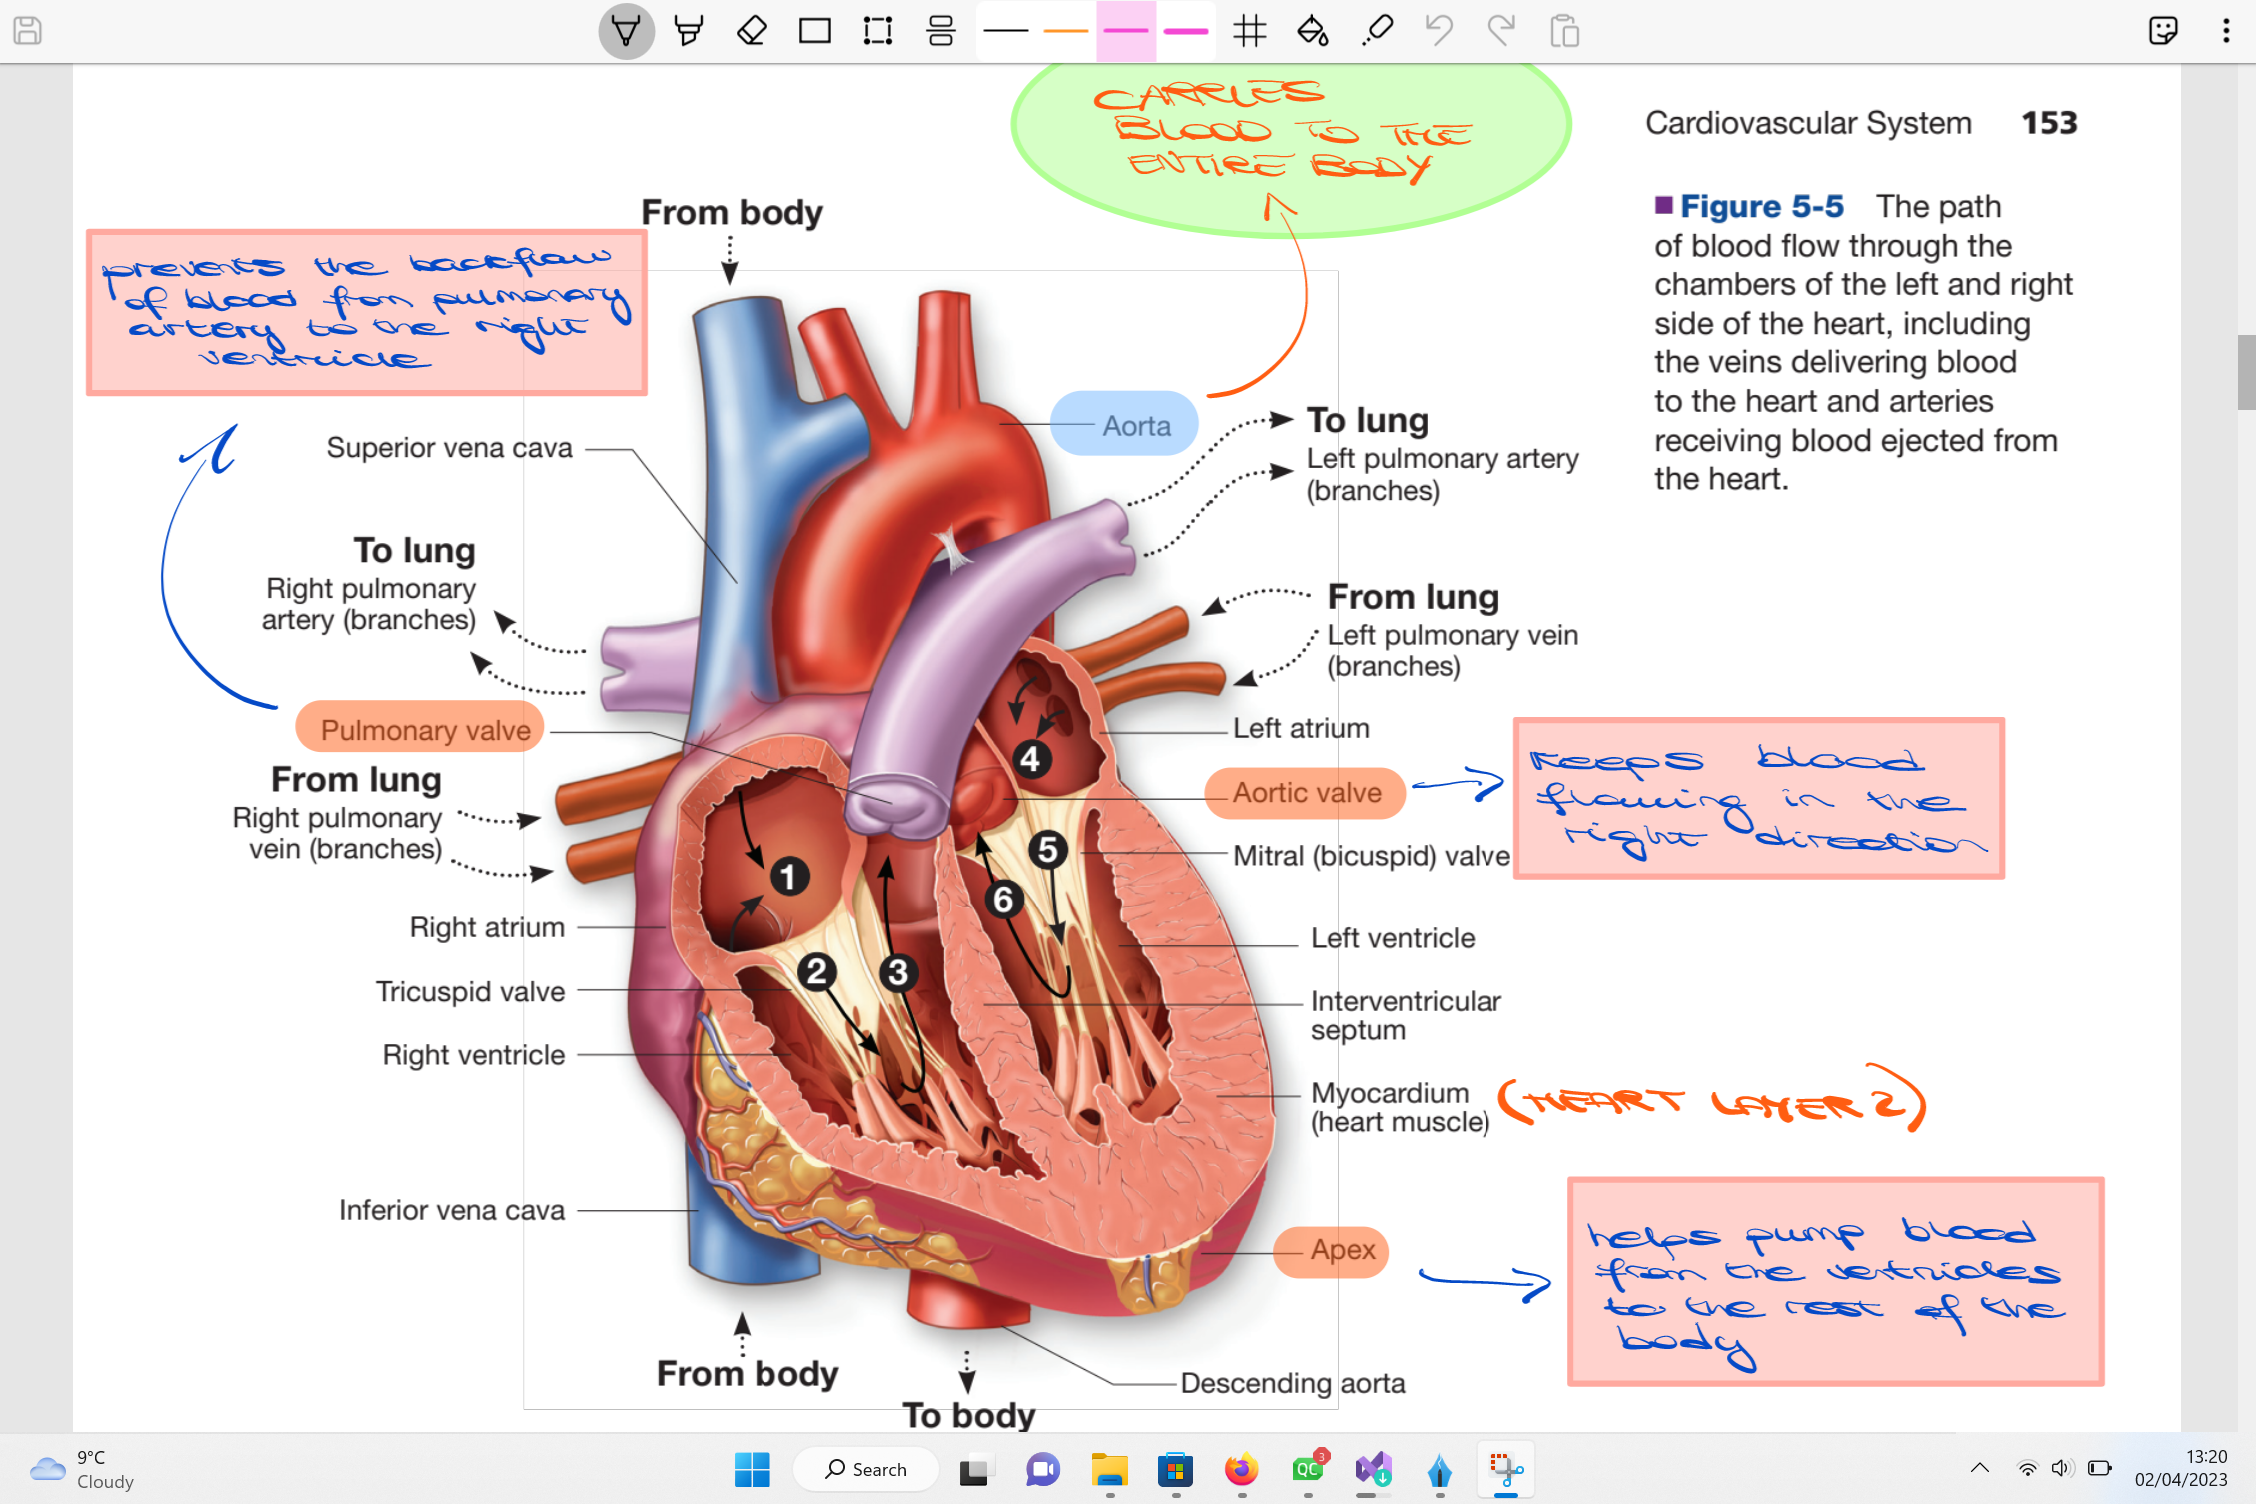 CARRIES
BLOOD TO THE
ENTIRE BODY
Cardiovascular System 153
Figure 5-5 The path
of blood flow through the
chambers of the left and right
side of the heart, including
the veins delivering blood
to the heart and arteries
receiving blood ejected from
the heart.
From body
prevents the backflow
of blood from pulmonary
artery to the right
ventricle
Superior vena cava
Aorta
To lung
Left pulmonary artery
(branches)
To lung
Right pulmonary
artery (branches)
From lung
Left pulmonary vein
(branches)
Pulmonary valve
Left atrium
From lung
Right pulmonary
vein (branches)
Aortic valve
Keeps blood
flowing in the
right direction
Mitral (bicuspid) valve
Right atrium
Left ventricle
Tricuspid valve
Interventricular
septum
Right ventricle
Myocardium
(heart muscle)
(HEART LAYER 2)
Inferior vena cava
Apex
helps pump blood
from the ventricles
to the rest of the
body
1
2
3
4
5
6
From body
Descending aorta
To body
9°C
Cloudy
Search
QC
3
13:20
02/04/2023